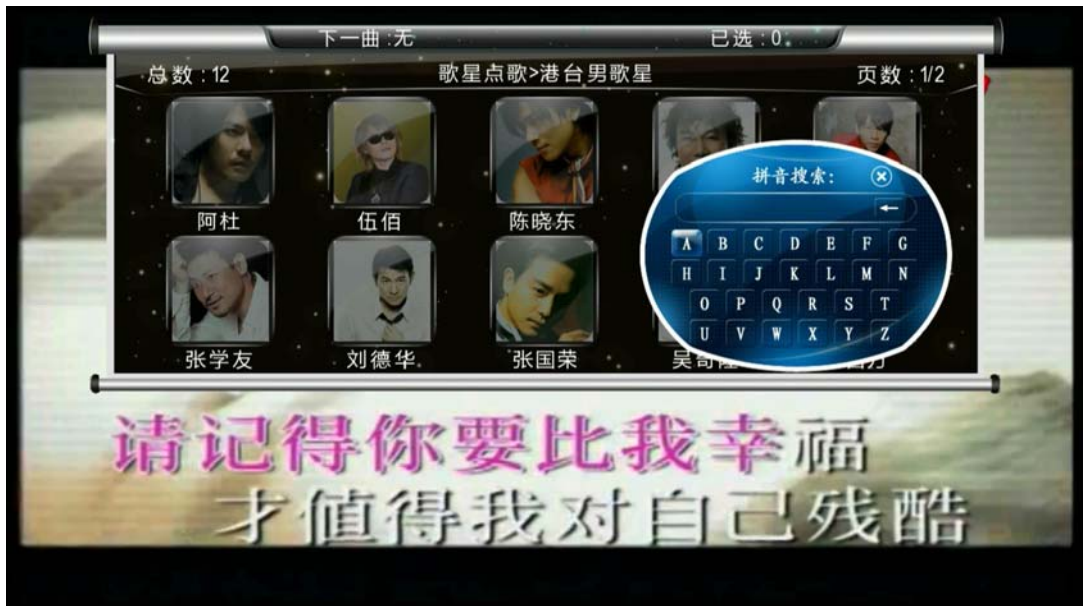 下一曲:无 已选:0
总数:12 歌星点歌>港台男歌星 页数:1/2
阿杜 伍佰 陈晓东
拼音搜索:
A B C D E F G
H I J K L M N
O P Q R S T
U V W X Y Z
张学友 刘德华 张国荣
请记得你要比我幸福
才值得我对自己残酷